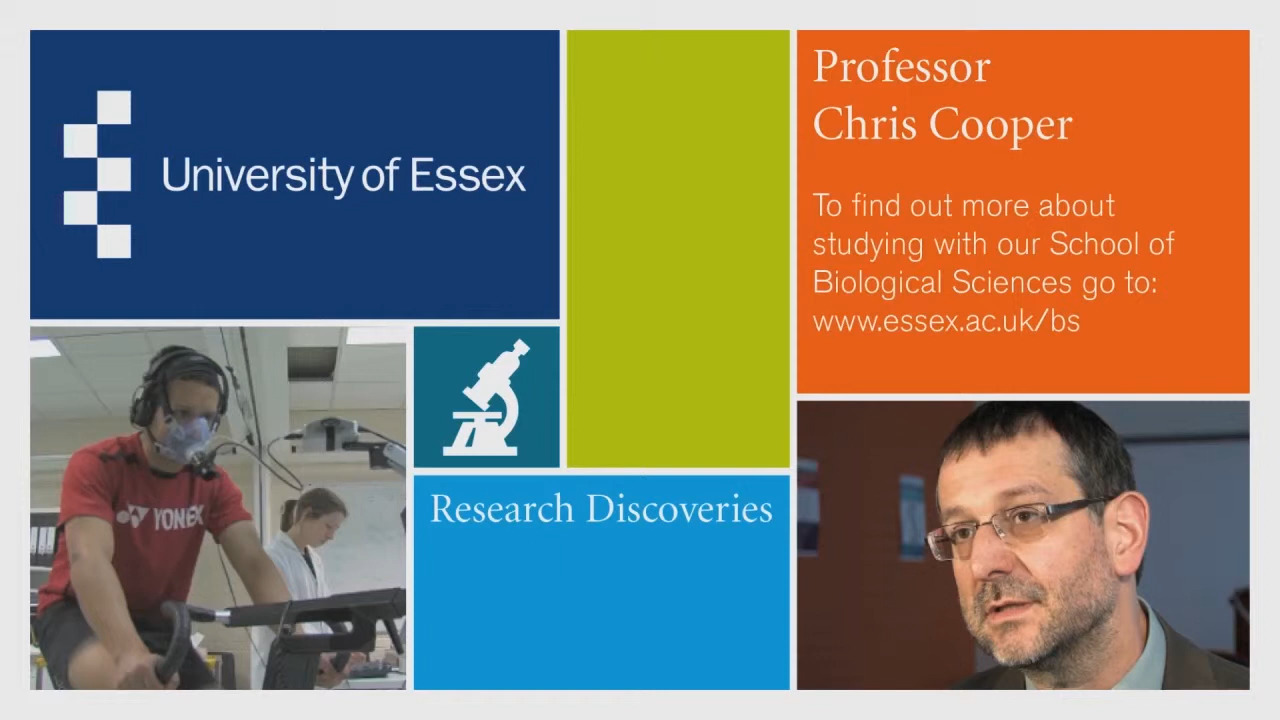 University of Essex
Professor
Chris Cooper
To find out more about
studying with our School of
Biological Sciences go to:
www.essex.ac.uk/bs
YONEX
Research Discoveries